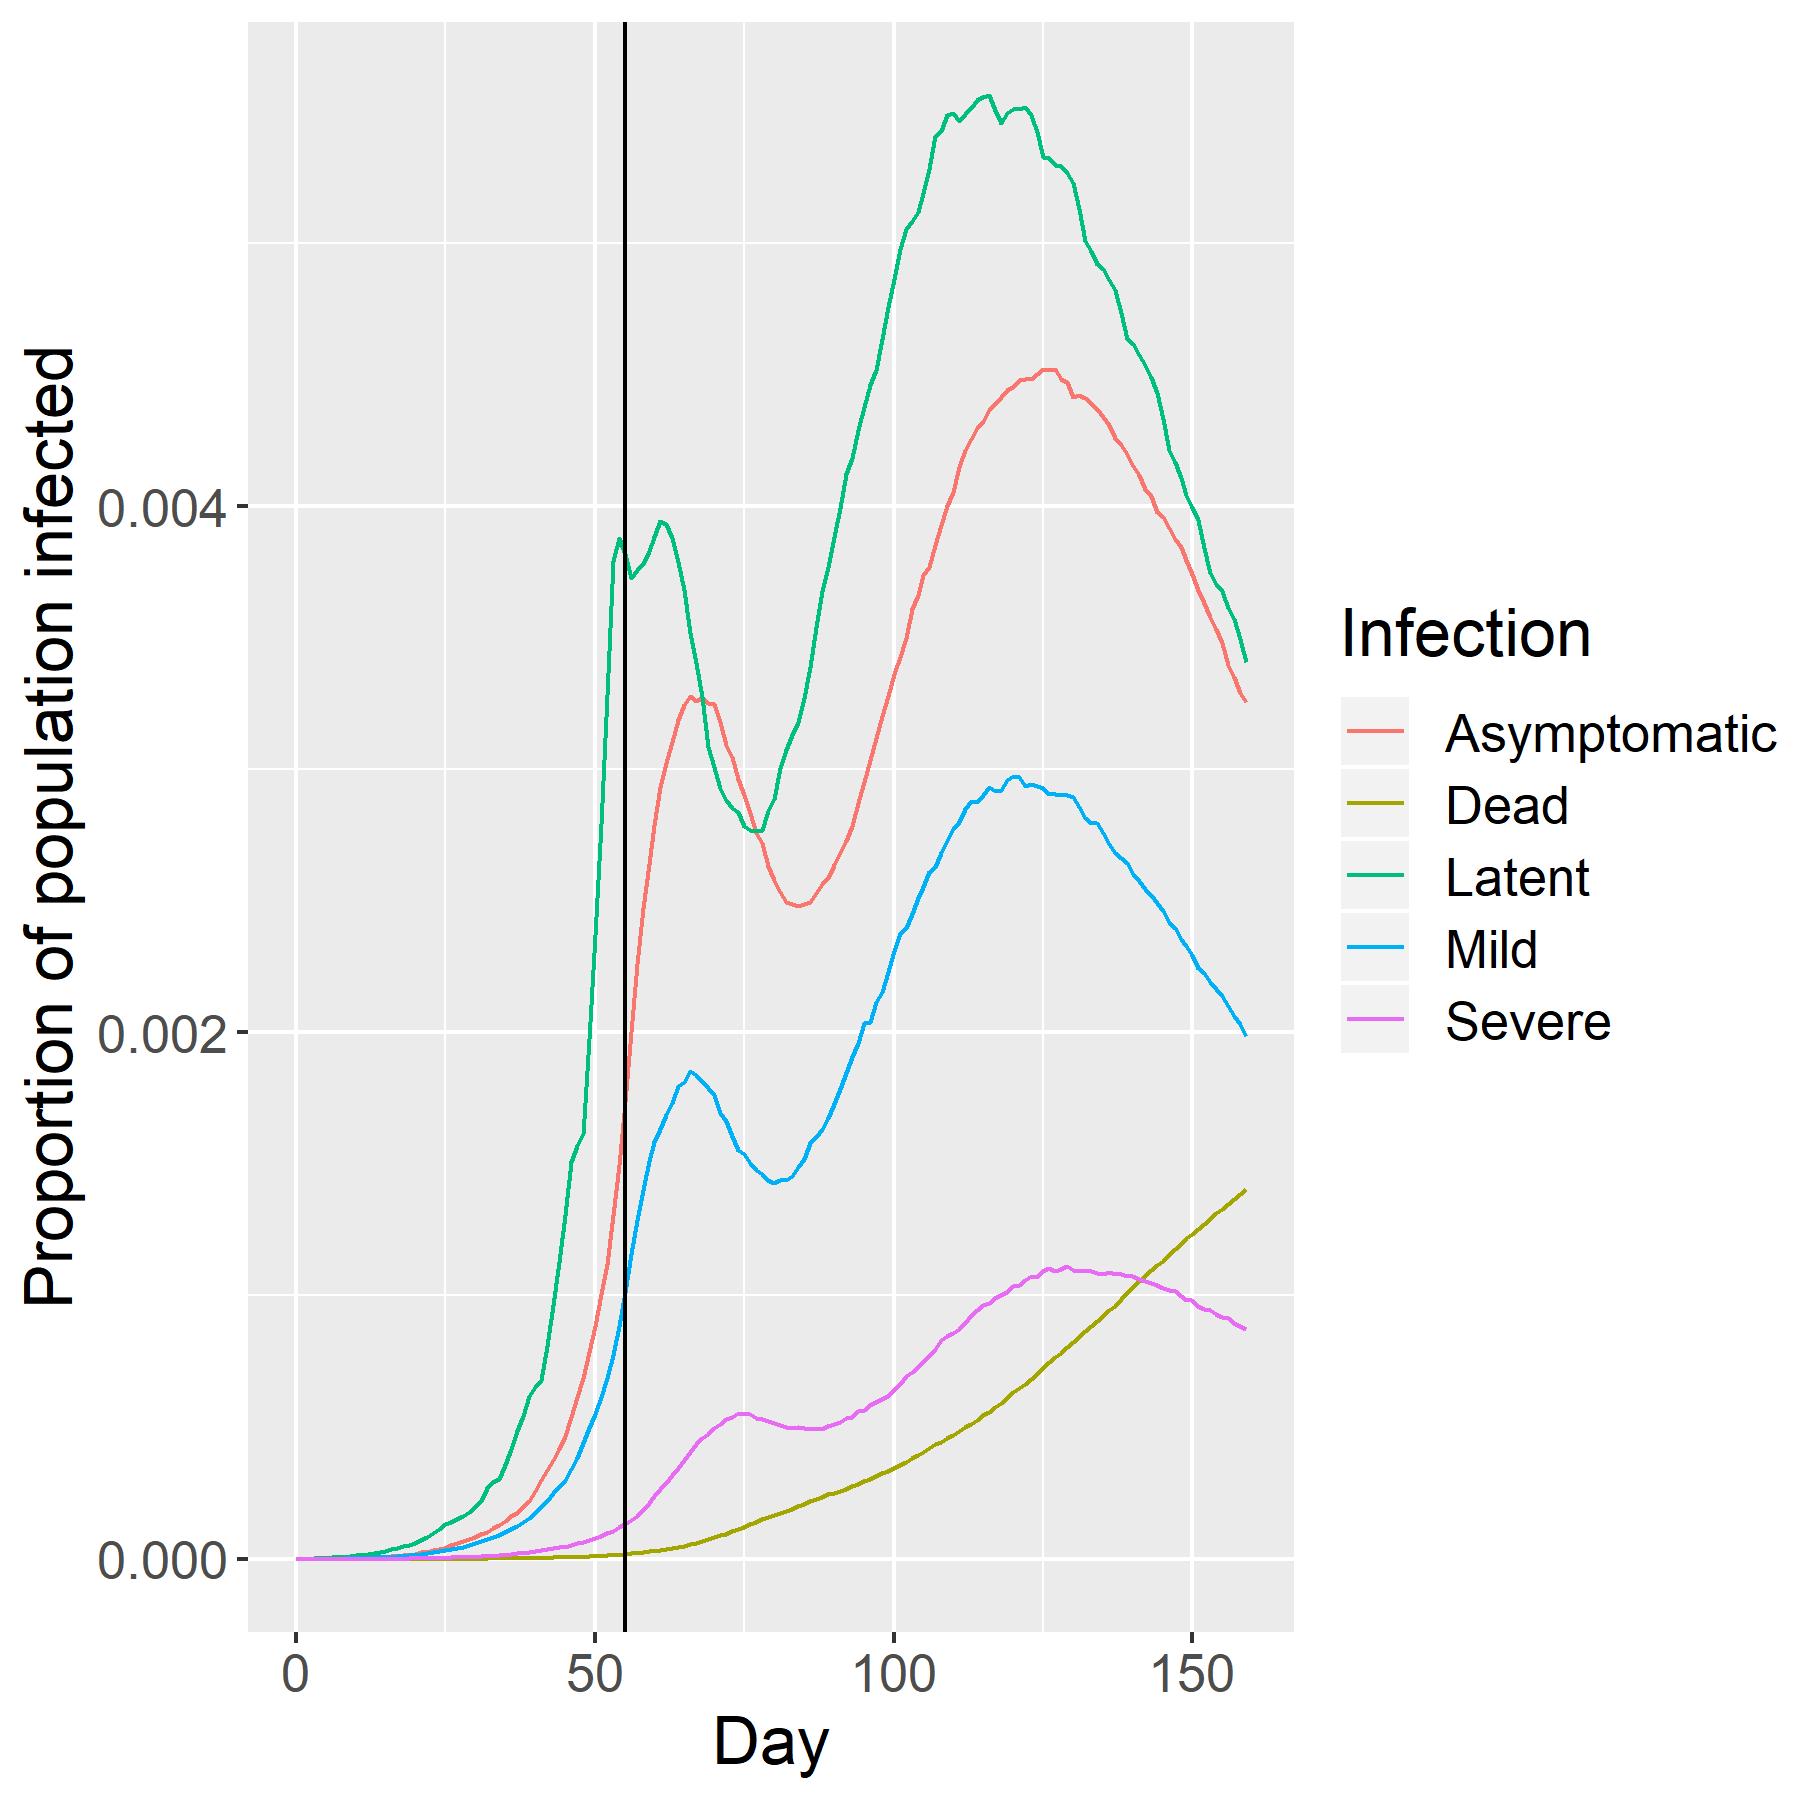 Proportion of population infected
0.004
0.002
0.000
0
50
100
150
Day
Infection
Asymptomatic
Dead
Latent
Mild
Severe